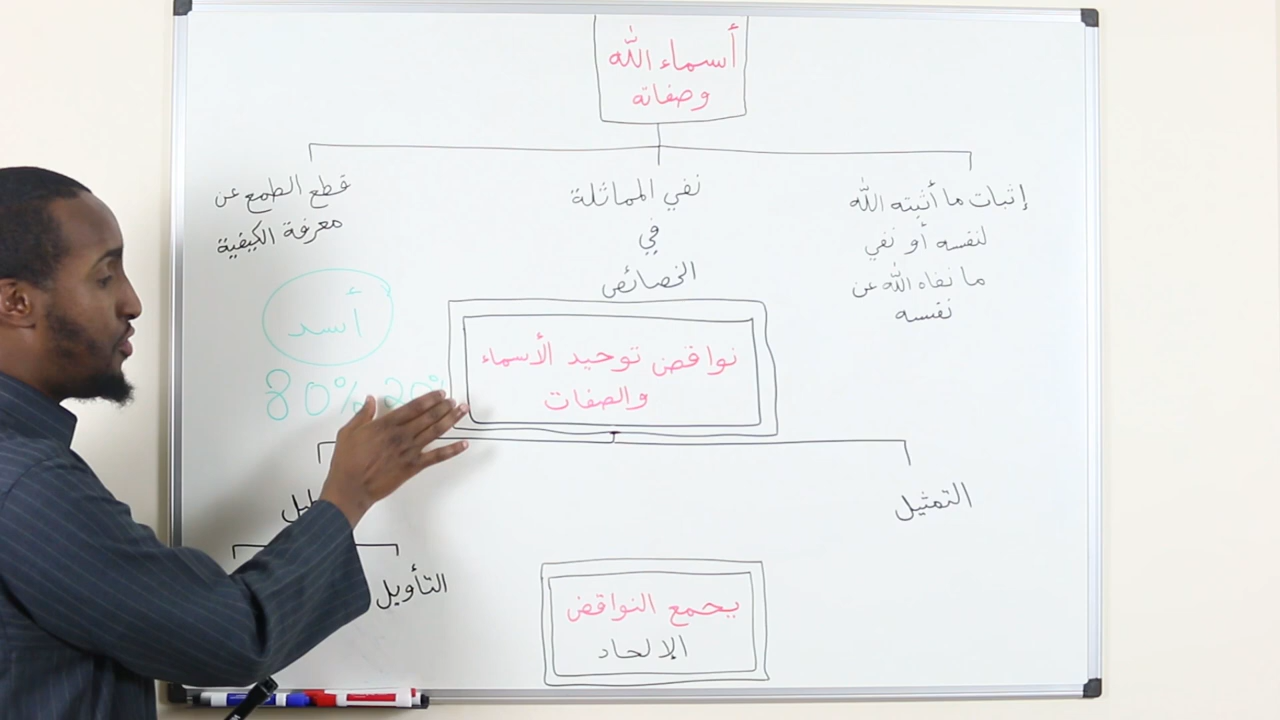 أسماء الله
وصفاته
إثبات ما أثبته الله
لنفسه أو نفي
ما نفاه الله عن
نفسه
نفي المماثلة
في
الخصائص
قطع الطمع عن
معرفة الكيفية
أسد
80% 20%
نواقض توحيد الأسماء
والصفات
التمثيل
التأويل
يجمع النواقض
الإلحاد